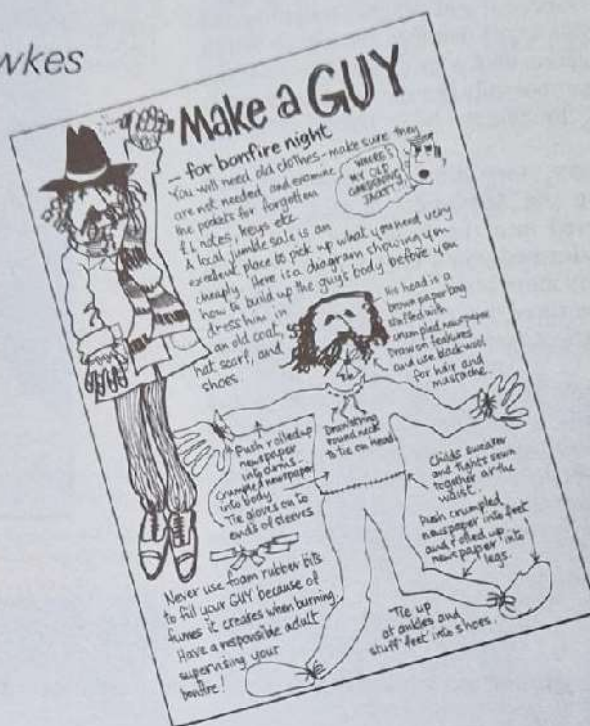 wkes
Make a GUY
– for bonfire night
You will need old clothes – make sure they
are not needed and examine
the pockets for forgotten
£1 notes, keys etc
WHERE'S
MY OLD
GARDENING
JACKET?
A local jumble sale is an
excellent place to pick up what you need very
cheaply. Here is a diagram showing you
how to build up the guy's body before you
dress him in
an old coat,
hat scarf, and
shoes.
His head is a
brown paper bag
stuffed with
crumpled newspaper
Draw on features
and use black wool
for hair and
mustache.
Drawstring
round neck
to tie on head
Push rolled up
newspaper
into arms.
crumpled newspaper
into body
Tie gloves on to
ends of sleeves
Childs sweater
and tights sewn
together at the
waist.
Push crumpled
newspaper into feet
and rolled up
newspaper into
legs.
Never use foam rubber bits
to fill your GUY because of
fumes it creates when burning.
Have a responsible adult
supervising your
bonfire!
Tie up
at ankles and
stuff 'feet' into shoes.